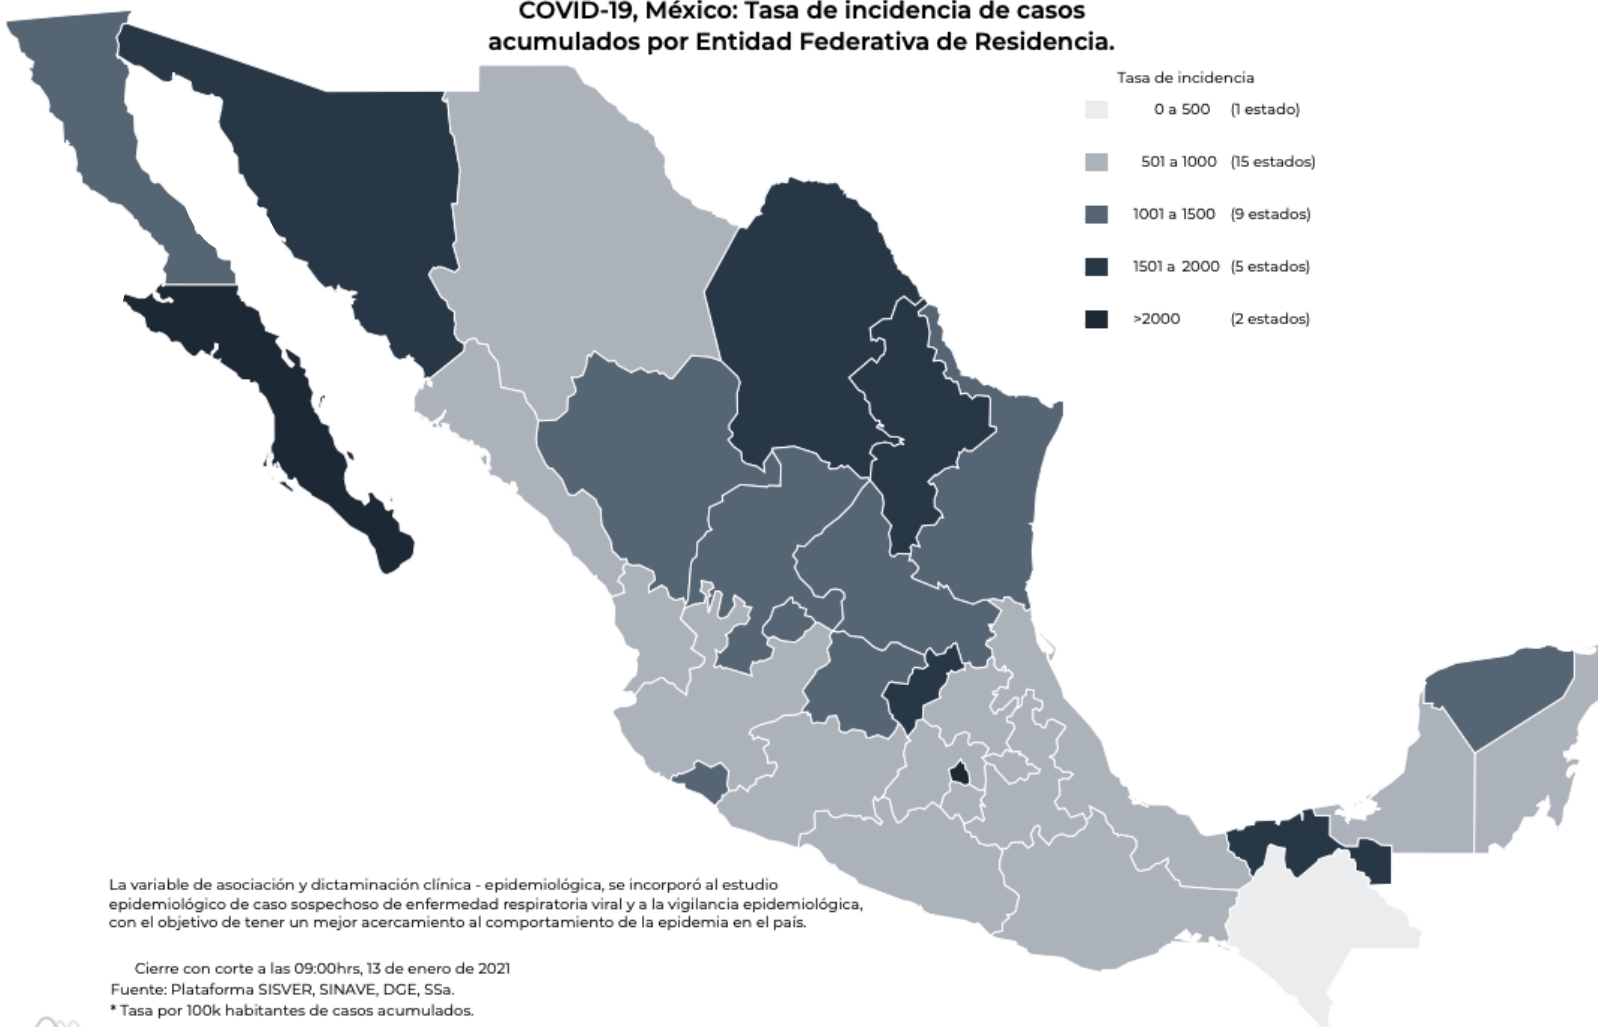 COVID-19, México: Tasa de incidencia de casos
acumulados por Entidad Federativa de Residencia.
Tasa de incidencia
0 a 500 (1 estado)
501 a 1000 (15 estados)
1001 a 1500 (9 estados)
1501 a 2000 (5 estados)
>2000 (2 estados)
La variable de asociación y dictaminación clínica - epidemiológica, se incorporó al estudio
epidemiológico de caso sospechoso de enfermedad respiratoria viral y a la vigilancia epidemiológica,
con el objetivo de tener un mejor acercamiento al comportamiento de la epidemia en el país.
Cierre con corte a las 09:00hrs, 13 de enero de 2021
Fuente: Plataforma SISVER, SINAVE, DGE, SSa.
* Tasa por 100k habitantes de casos acumulados.